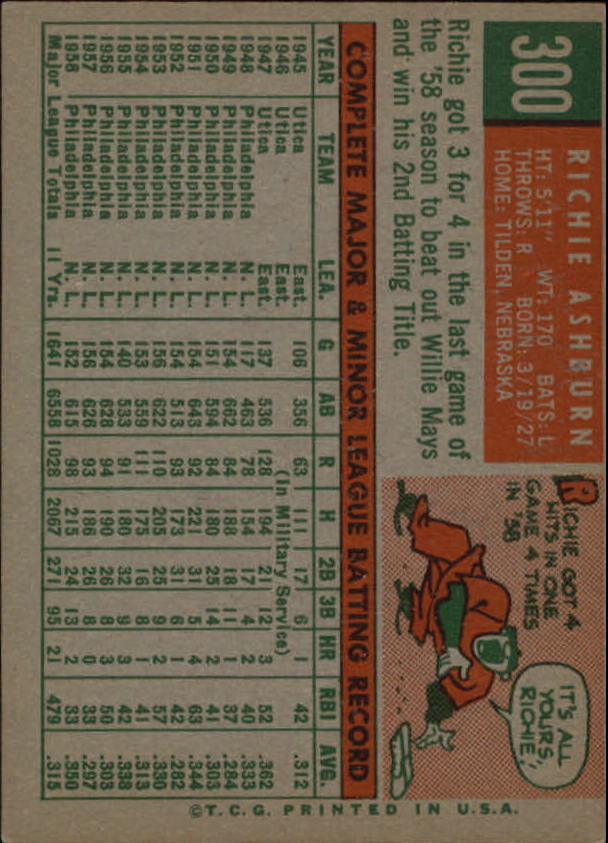 300
RICHIE ASHBURN
HT: 5'11" WT: 170 BATS: L
THROWS: R BORN: 3/19/27
HOME: TILDEN, NEBRASKA
Richie got 3 for 4 in the last game of
the '58 season to beat out Willie Mays
and win his 2nd Batting Title.
RICHIE GOT 4
HITS IN ONE
GAME 4 TIMES
IN '58
IT'S ALL
YOURS,
RICHIE!
COMPLETE MAJOR & MINOR LEAGUE BATTING RECORD
YEAR TEAM LEA. G AB R H 2B 3B HR RBI AVG.
1945 Utica East. 106 356 63 111 17 6 1 42 .312
1946 Utica East. (In Military Service)
1947 Utica East. 137 536 128 194 21 12 3 52 .362
1948 Philadelphia N. L. 117 463 78 154 17 4 2 40 .333
1949 Philadelphia N. L. 154 662 84 188 18 11 1 37 .284
1950 Philadelphia N. L. 151 594 84 180 25 14 2 41 .303
1951 Philadelphia N. L. 154 643 92 221 31 5 4 63 .344
1952 Philadelphia N. L. 154 513 93 173 31 6 1 42 .282
1953 Philadelphia N. L. 156 622 110 205 25 9 2 57 .330
1954 Philadelphia N. L. 153 559 111 175 16 8 1 41 .313
1955 Philadelphia N. L. 140 533 91 180 32 9 3 42 .338
1956 Philadelphia N. L. 154 628 94 190 26 8 3 50 .303
1957 Philadelphia N. L. 156 626 93 186 26 8 0 33 .297
1958 Philadelphia N. L. 152 615 98 215 24 13 2 33 .350
Major League Totals 11 Yrs. 1641 6558 1028 2067 271 95 21 479 .315
©T.C.G. PRINTED IN U.S.A.